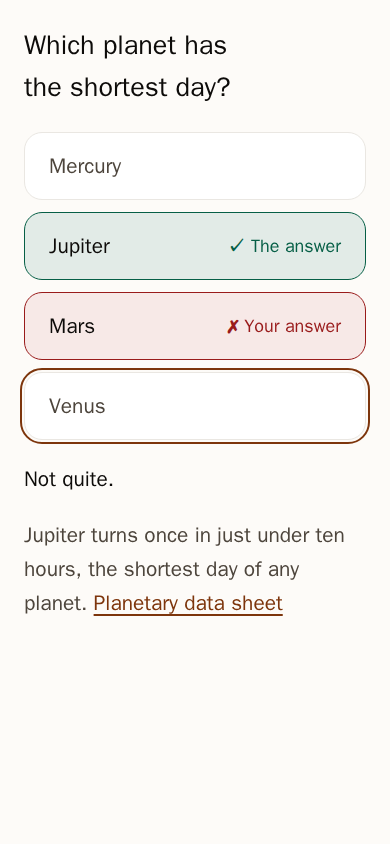 Which planet has
the shortest day?
Mercury
Jupiter ✓ The answer
Mars ✗ Your answer
Venus
Not quite.
Jupiter turns once in just under ten
hours, the shortest day of any
planet. Planetary data sheet